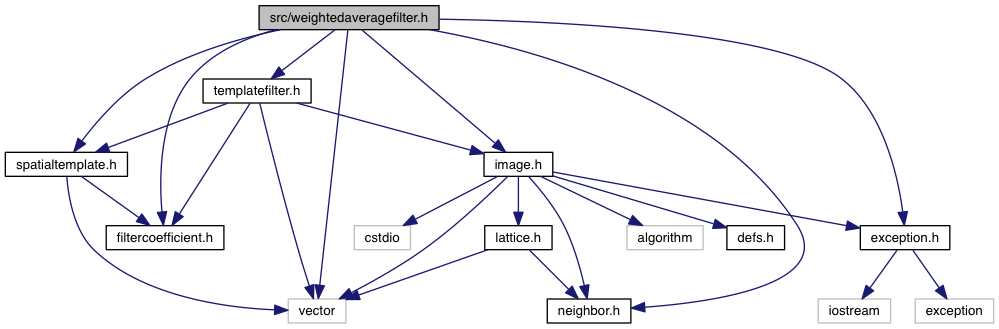 src/weightedaveragefilter.h
templatefilter.h
spatialtemplate.h
image.h
filtercoefficient.h
cstdio
lattice.h
algorithm
defs.h
exception.h
vector
neighbor.h
iostream
exception